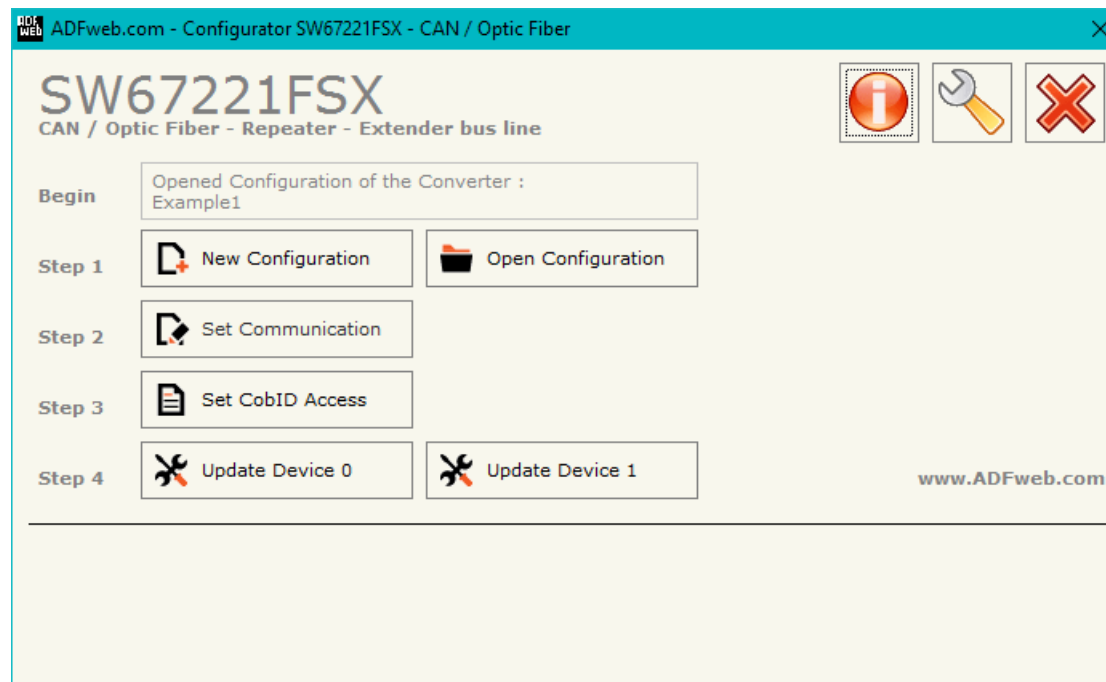 ADF WEB ADFweb.com - Configurator SW67221FSX - CAN / Optic Fiber
SW67221FSX
CAN / Optic Fiber - Repeater - Extender bus line
Begin
Opened Configuration of the Converter :
Example1
Step 1
New Configuration
Open Configuration
Step 2
Set Communication
Step 3
Set CobID Access
Step 4
Update Device 0
Update Device 1
www.ADFweb.com